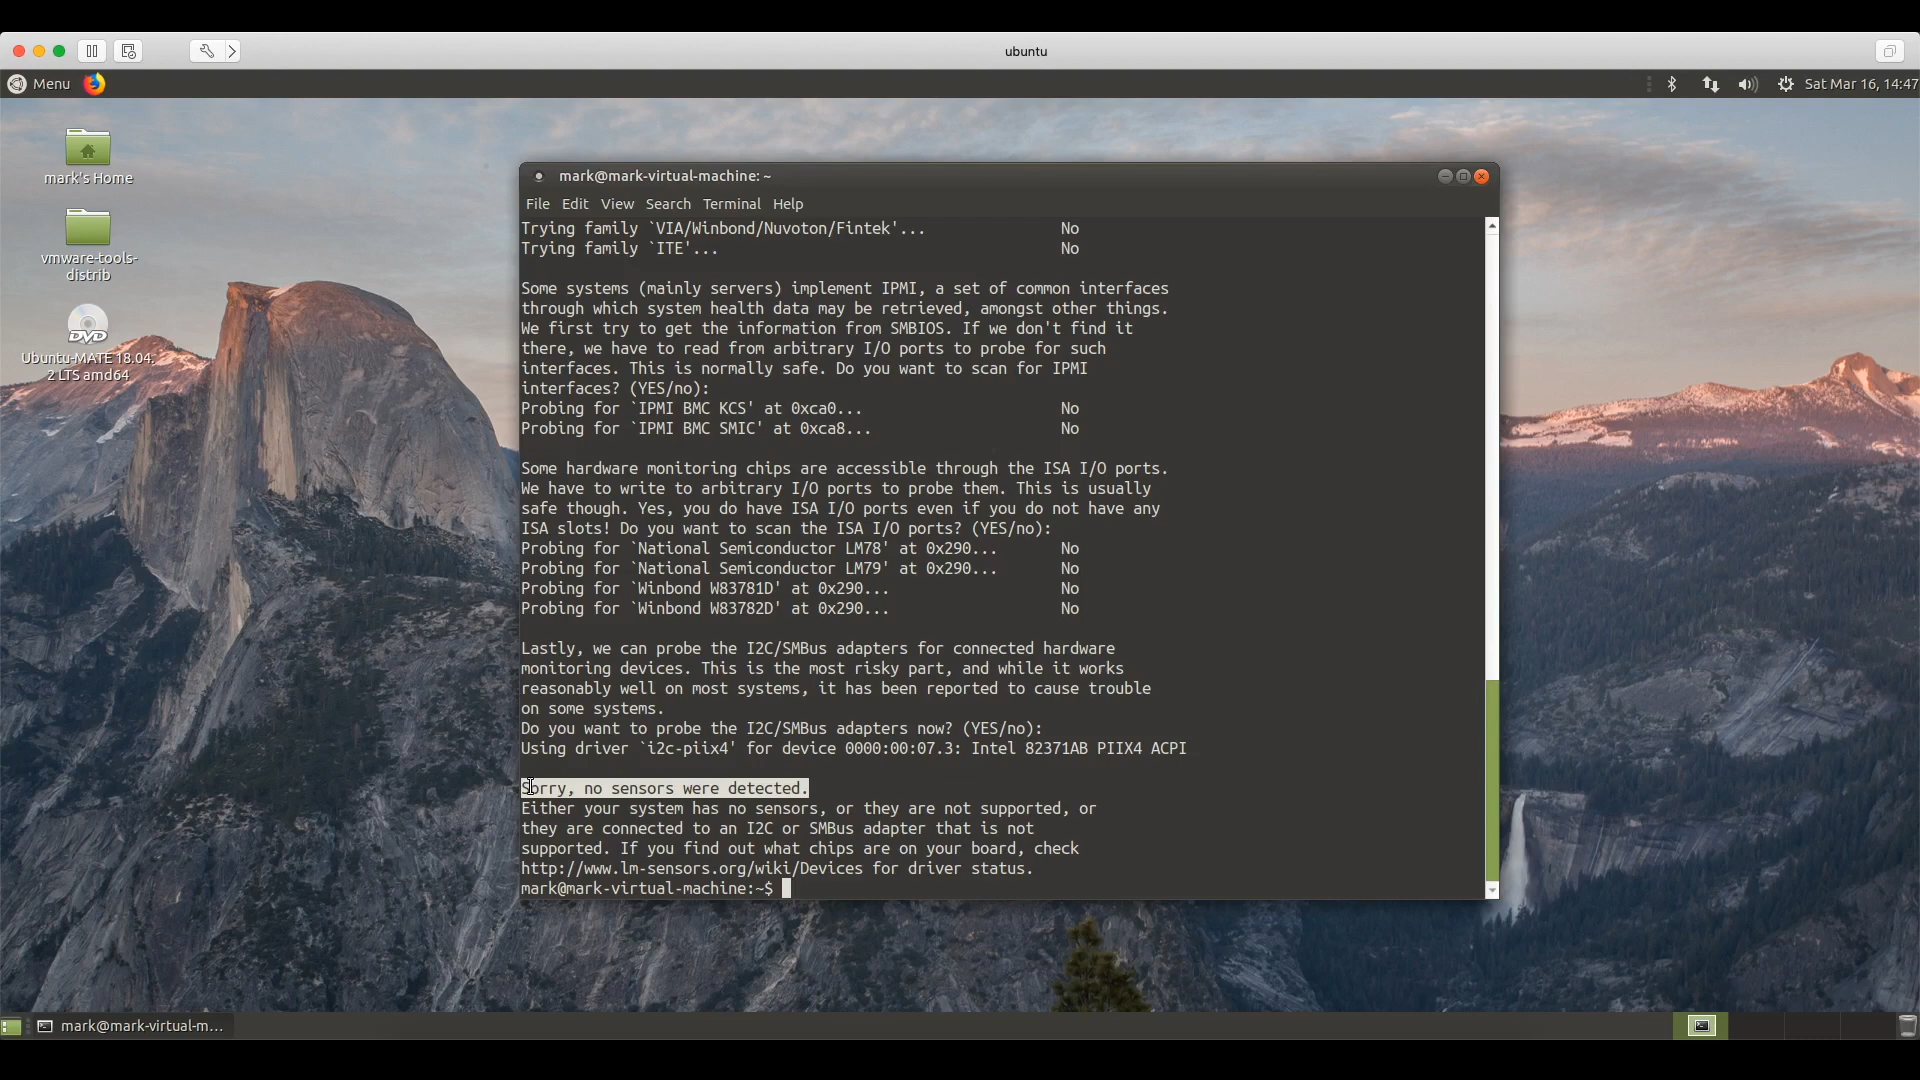 ubuntu
Menu
Sat Mar 16, 14:47
mark's Home
vmware-tools-
distrib
DVD
Ubuntu-MATE 18.04.
2 LTS amd64
mark@mark-virtual-machine: ~
File Edit View Search Terminal Help
Trying family `VIA/Winbond/Nuvoton/Fintek'... No
Trying family `ITE'... No
Some systems (mainly servers) implement IPMI, a set of common interfaces
through which system health data may be retrieved, amongst other things.
We first try to get the information from SMBIOS. If we don't find it
there, we have to read from arbitrary I/O ports to probe for such
interfaces. This is normally safe. Do you want to scan for IPMI
interfaces? (YES/no):
Probing for `IPMI BMC KCS' at 0xca0... No
Probing for `IPMI BMC SMIC' at 0xca8... No
Some hardware monitoring chips are accessible through the ISA I/O ports.
We have to write to arbitrary I/O ports to probe them. This is usually
safe though. Yes, you do have ISA I/O ports even if you do not have any
ISA slots! Do you want to scan the ISA I/O ports? (YES/no):
Probing for `National Semiconductor LM78' at 0x290... No
Probing for `National Semiconductor LM79' at 0x290... No
Probing for `Winbond W83781D' at 0x290... No
Probing for `Winbond W83782D' at 0x290... No
Lastly, we can probe the I2C/SMBus adapters for connected hardware
monitoring devices. This is the most risky part, and while it works
reasonably well on most systems, it has been reported to cause trouble
on some systems.
Do you want to probe the I2C/SMBus adapters now? (YES/no):
Using driver `i2c-piix4' for device 0000:00:07.3: Intel 82371AB PIIX4 ACPI
Sorry, no sensors were detected.
Either your system has no sensors, or they are not supported, or
they are connected to an I2C or SMBus adapter that is not
supported. If you find out what chips are on your board, check
http://www.lm-sensors.org/wiki/Devices for driver status.
mark@mark-virtual-machine:~$
mark@mark-virtual-m...